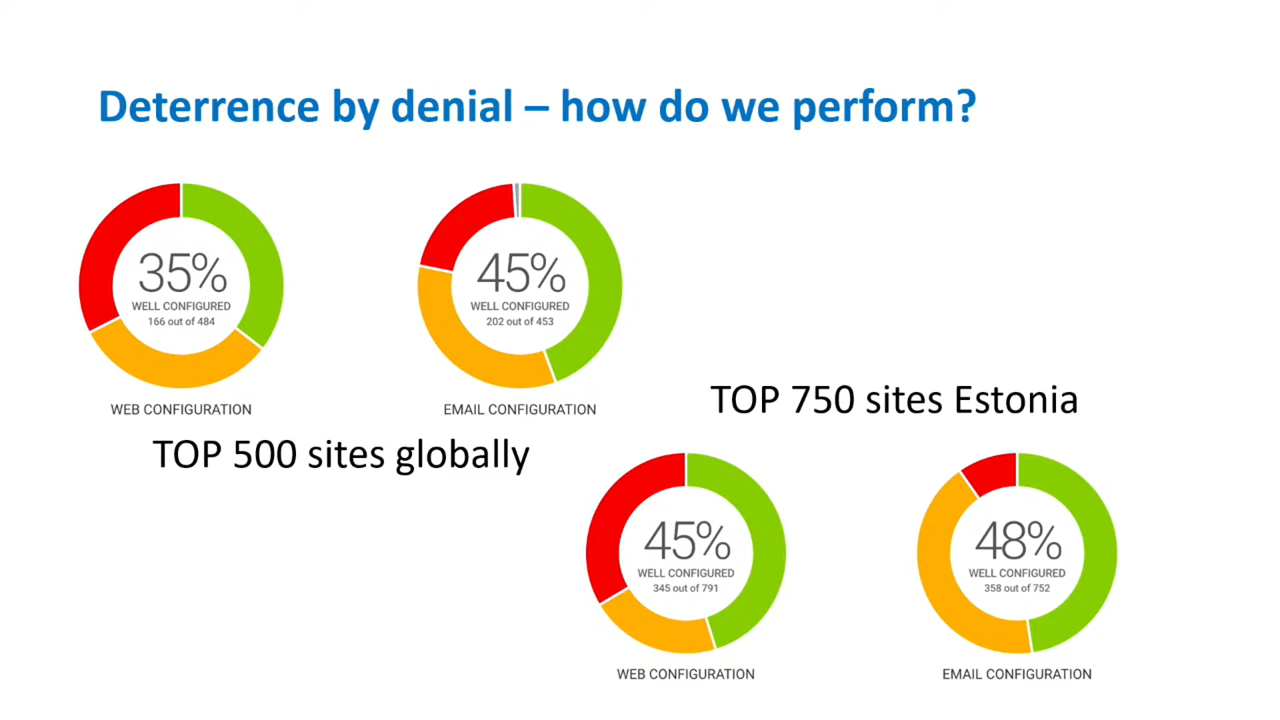 Deterrence by denial – how do we perform?
35%
WELL CONFIGURED
166 out of 484
WEB CONFIGURATION
45%
WELL CONFIGURED
202 out of 453
EMAIL CONFIGURATION
TOP 500 sites globally
TOP 750 sites Estonia
45%
WELL CONFIGURED
345 out of 791
WEB CONFIGURATION
48%
WELL CONFIGURED
358 out of 752
EMAIL CONFIGURATION